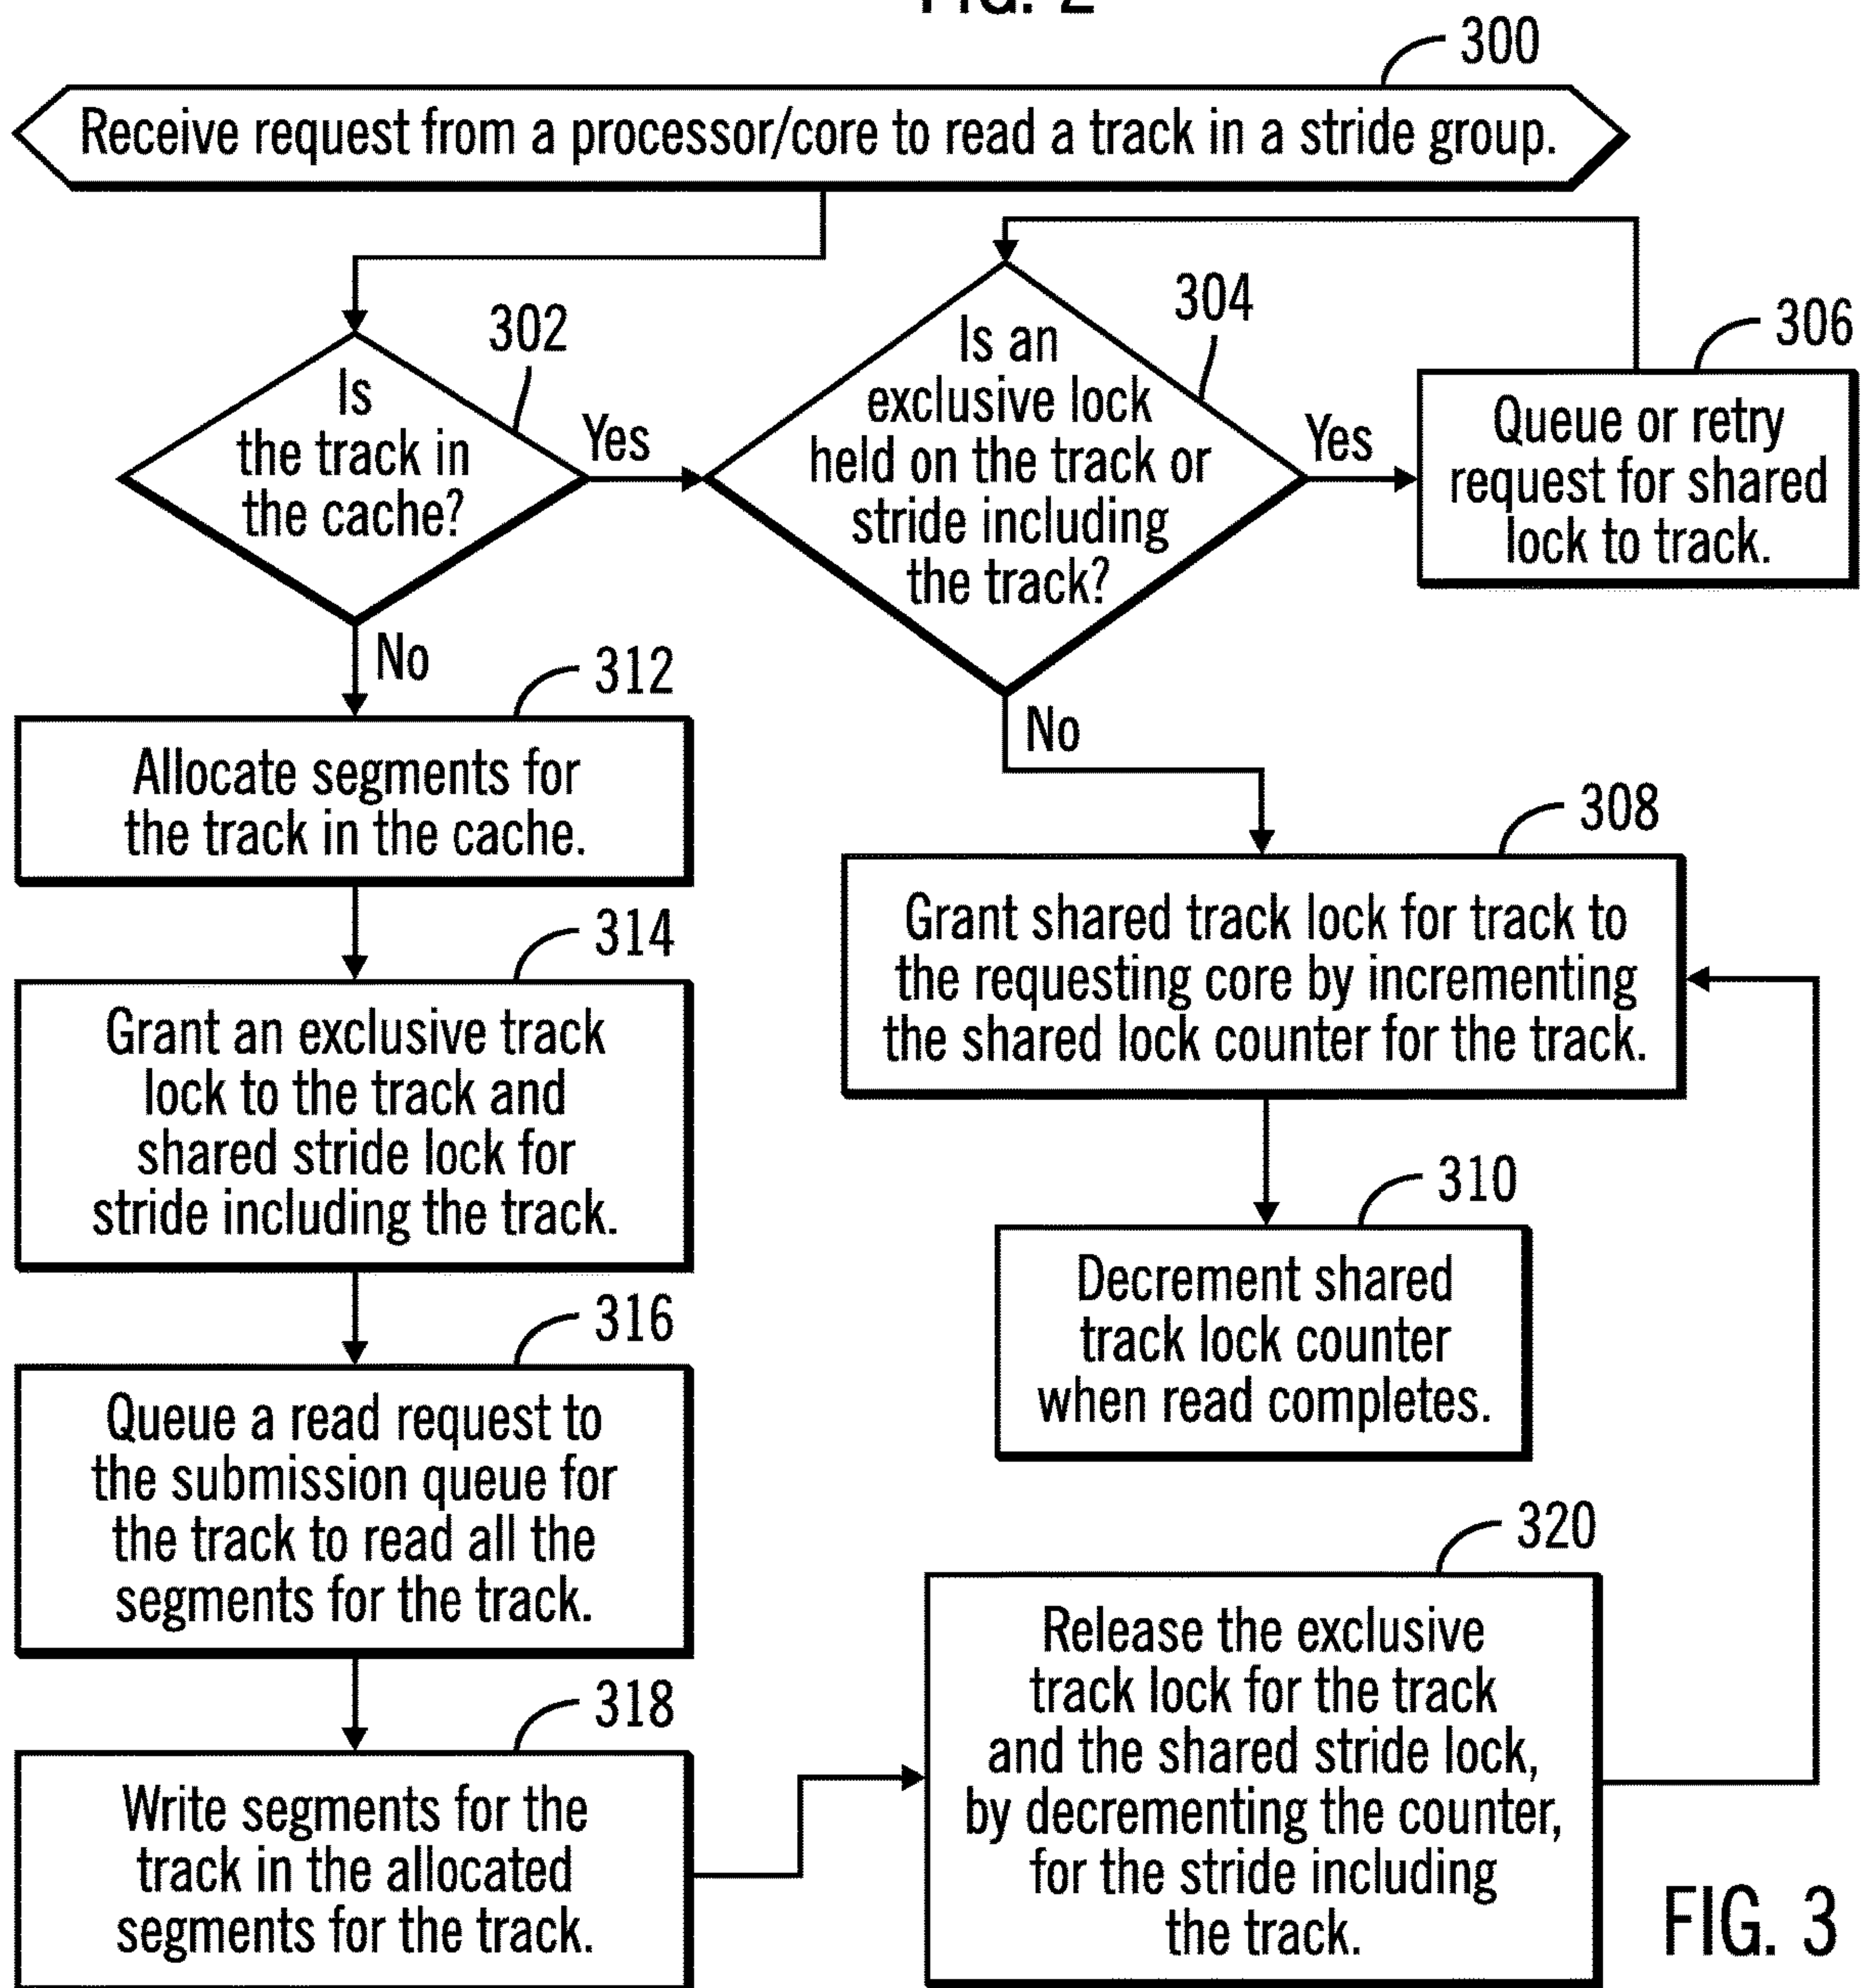 FIG. 2
300
Receive request from a processor/core to read a track in a stride group.
302
Is
the track in
the cache?
Yes
No
304
Is an
exclusive lock
held on the track or
stride including
the track?
Yes
No
306
Queue or retry
request for shared
lock to track.
308
Grant shared track lock for track to
the requesting core by incrementing
the shared lock counter for the track.
310
Decrement shared
track lock counter
when read completes.
312
Allocate segments for
the track in the cache.
314
Grant an exclusive track
lock to the track and
shared stride lock for
stride including the track.
316
Queue a read request to
the submission queue for
the track to read all the
segments for the track.
318
Write segments for the
track in the allocated
segments for the track.
320
Release the exclusive
track lock for the track
and the shared stride lock,
by decrementing the counter,
for the stride including
the track.
FIG. 3